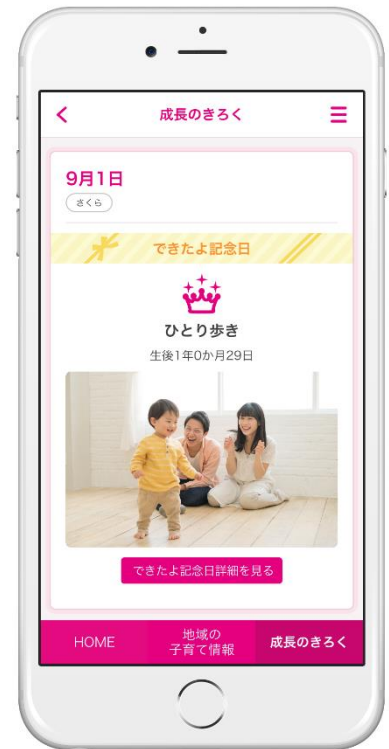 成長のきろく
9月1日
さくら
できたよ記念日
ひとり歩き
生後1年0か月29日
できたよ記念日詳細を見る
HOME
地域の
子育て情報
成長のきろく